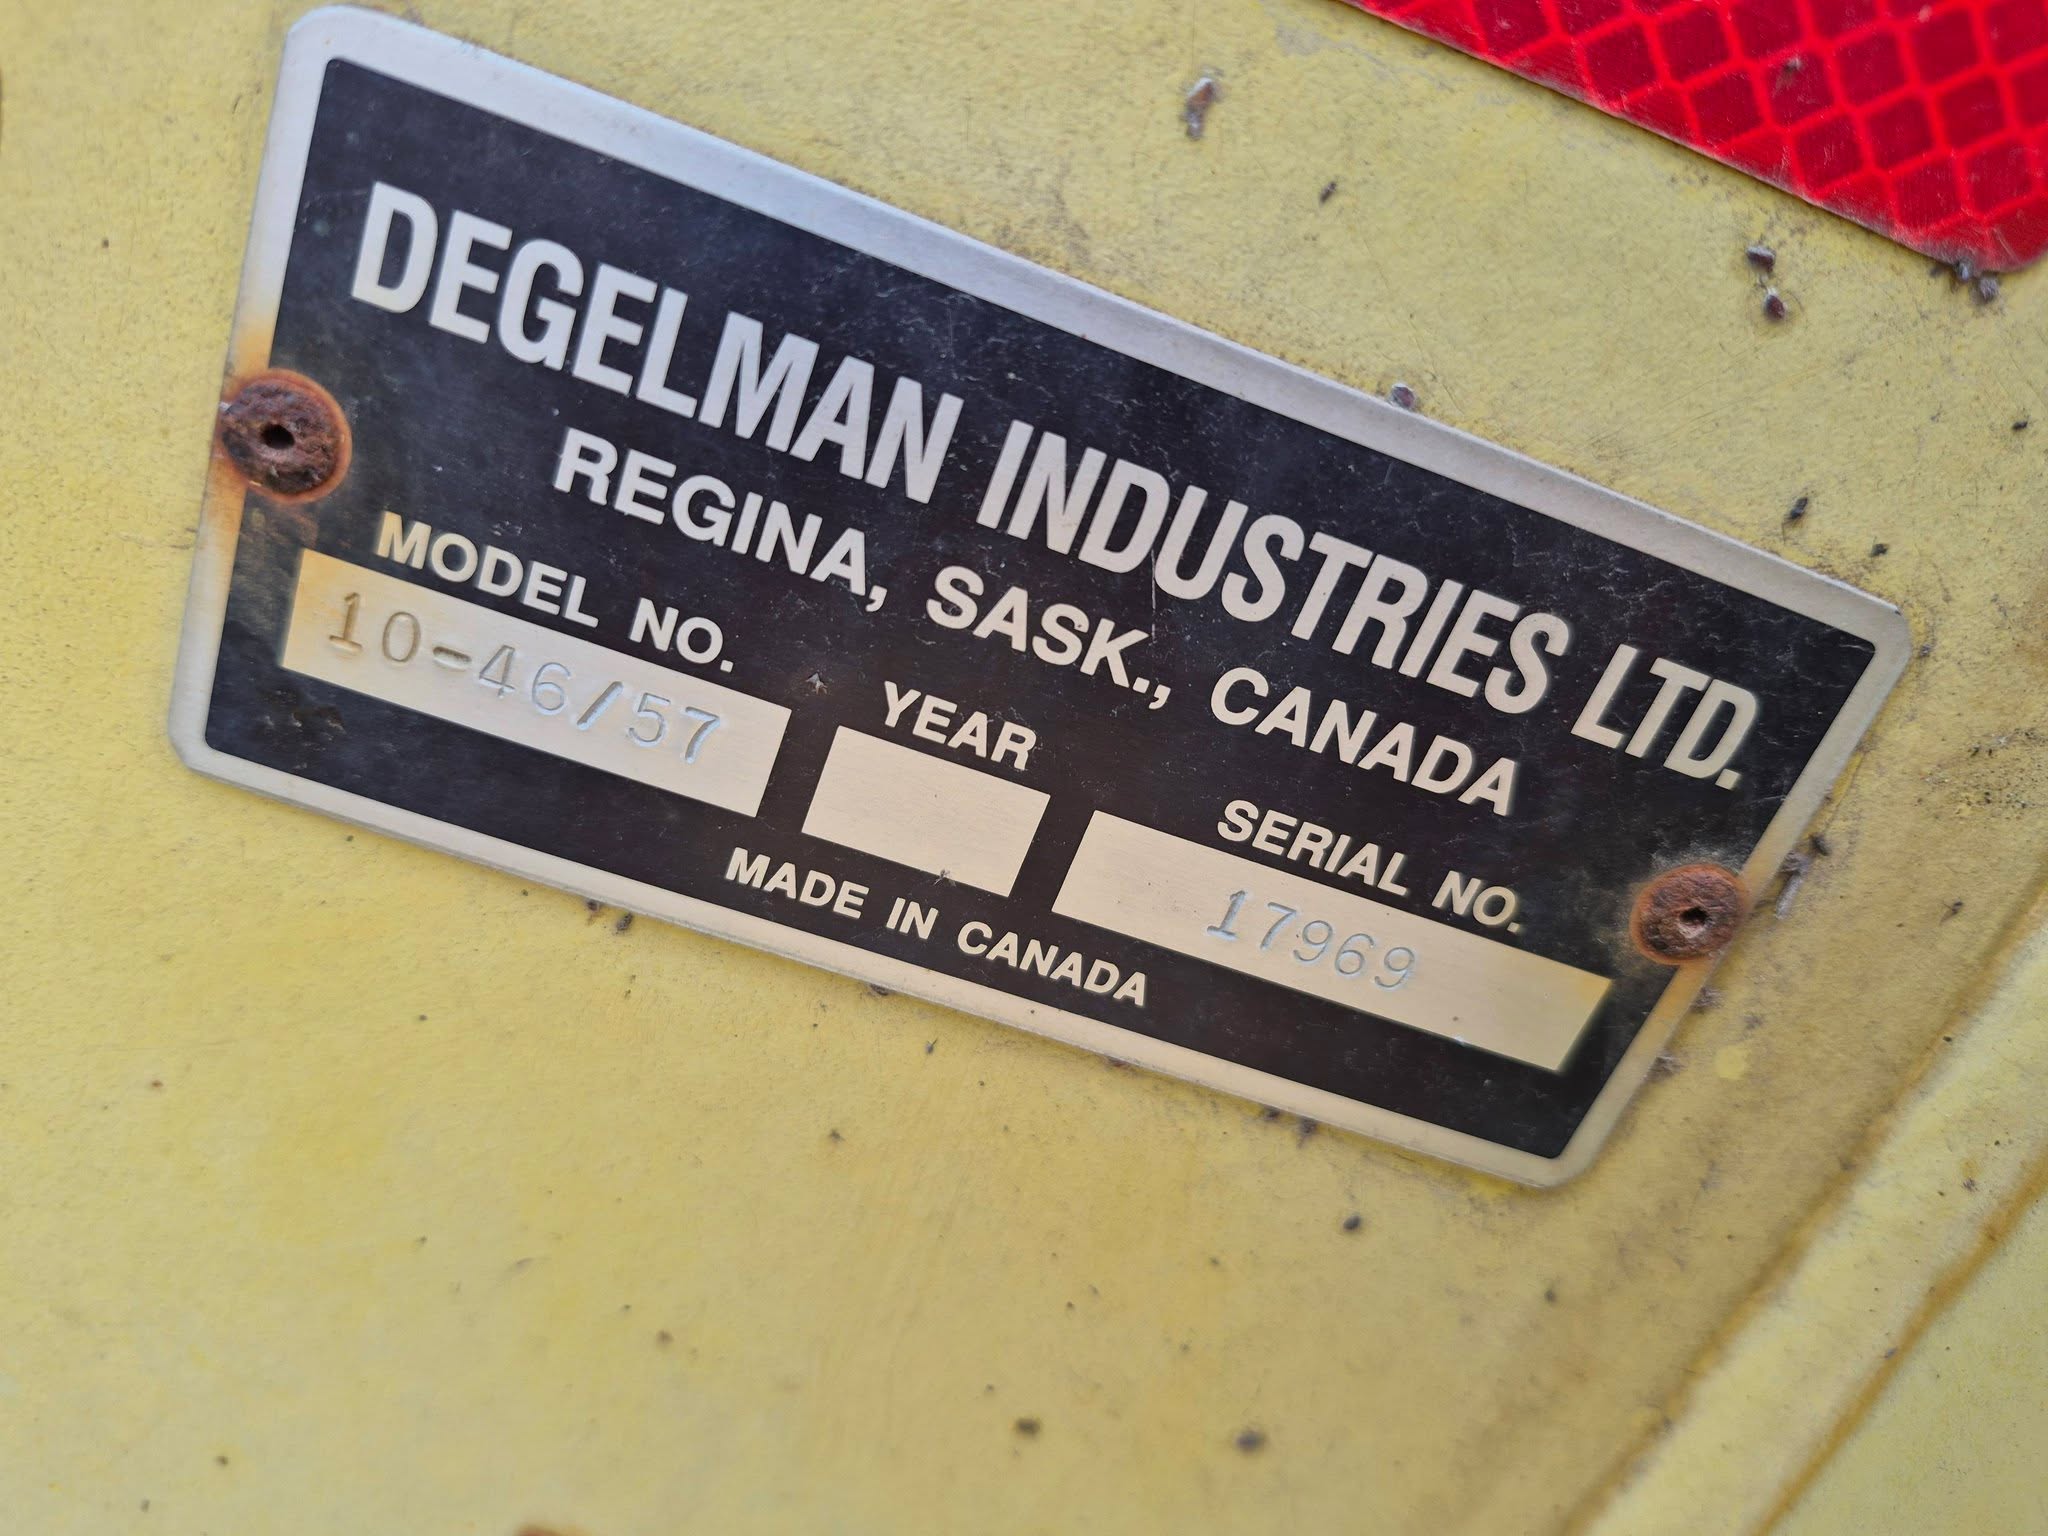 DEGELMAN INDUSTRIES LTD.
REGINA, SASK., CANADA
MODEL NO. YEAR SERIAL NO.
10-46/57 17969
MADE IN CANADA